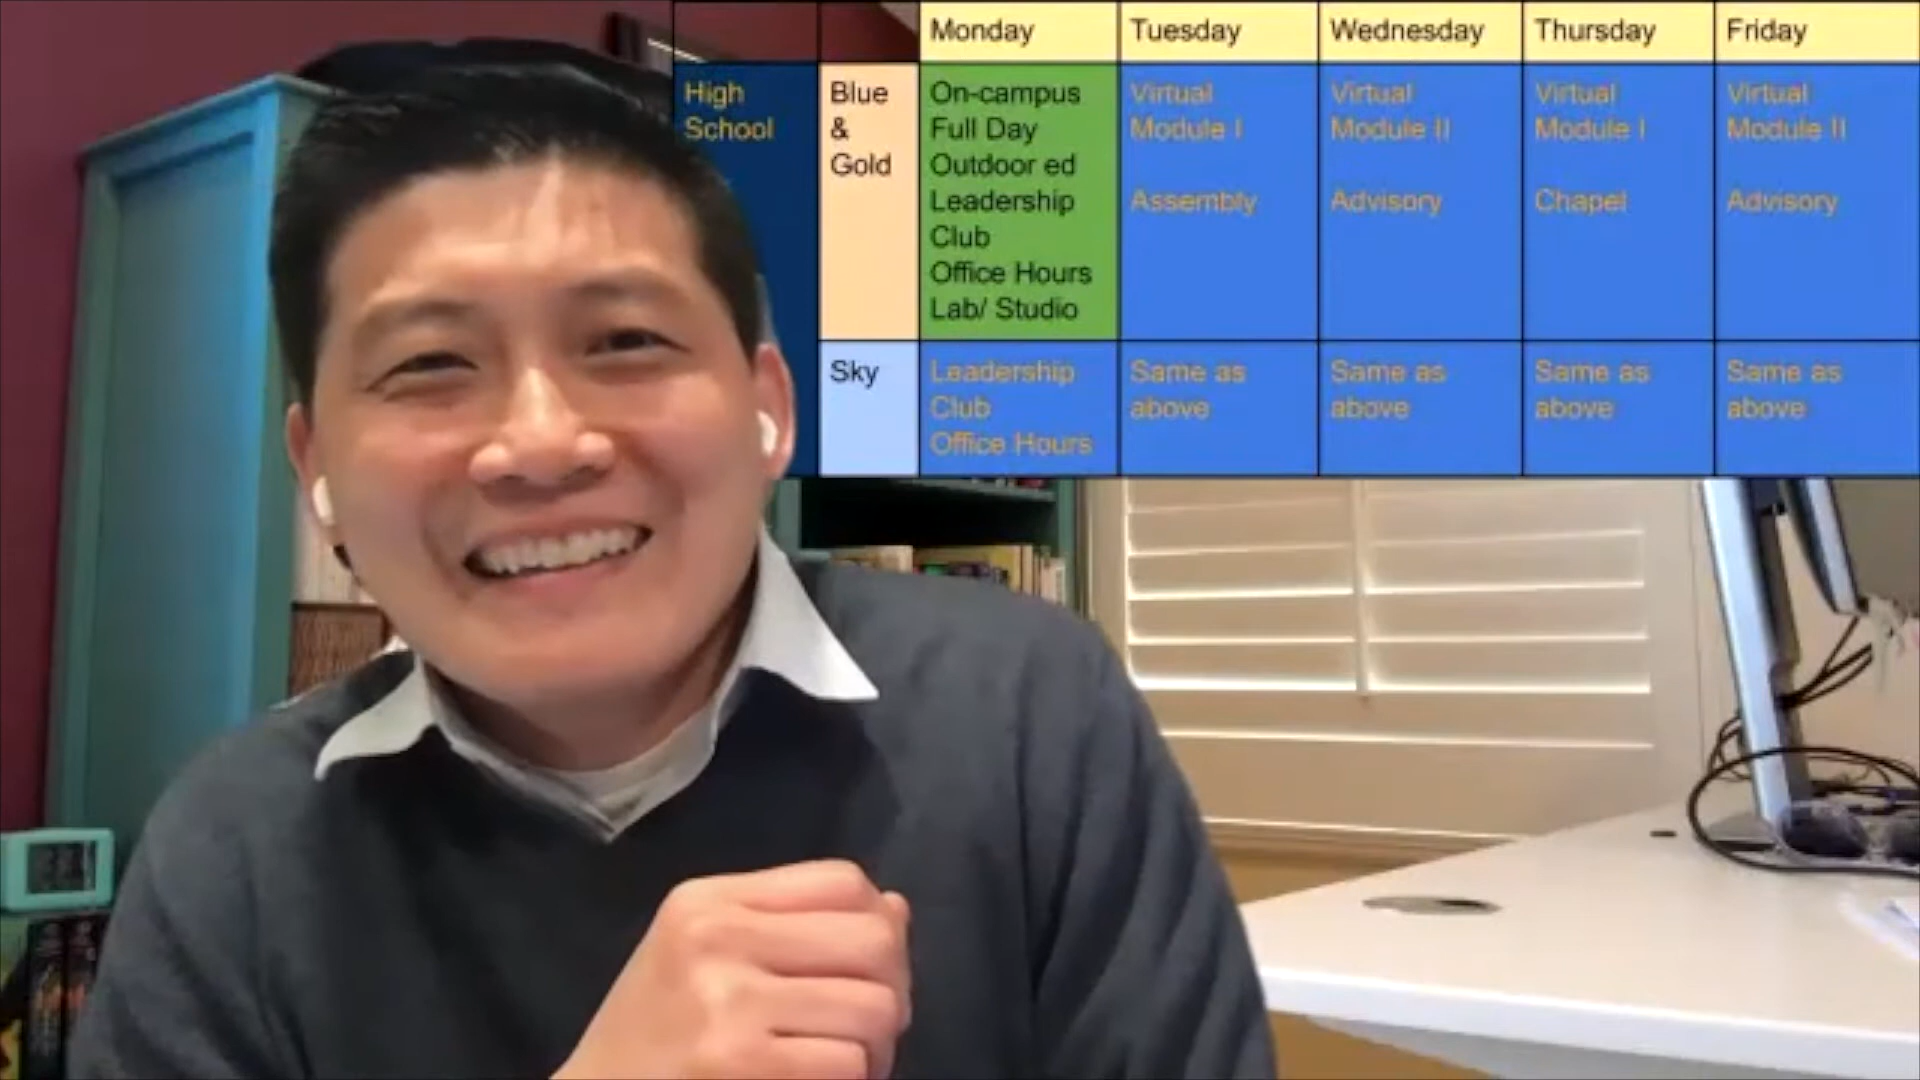 Monday
Tuesday
Wednesday
Thursday
Friday
High
School
Blue
&
Gold
On-campus
Full Day
Outdoor ed
Leadership
Club
Office Hours
Lab/ Studio
Virtual
Module I
Assembly
Virtual
Module II
Advisory
Virtual
Module I
Chapel
Virtual
Module II
Advisory
Sky
Leadership
Club
Office Hours
Same as
above
Same as
above
Same as
above
Same as
above